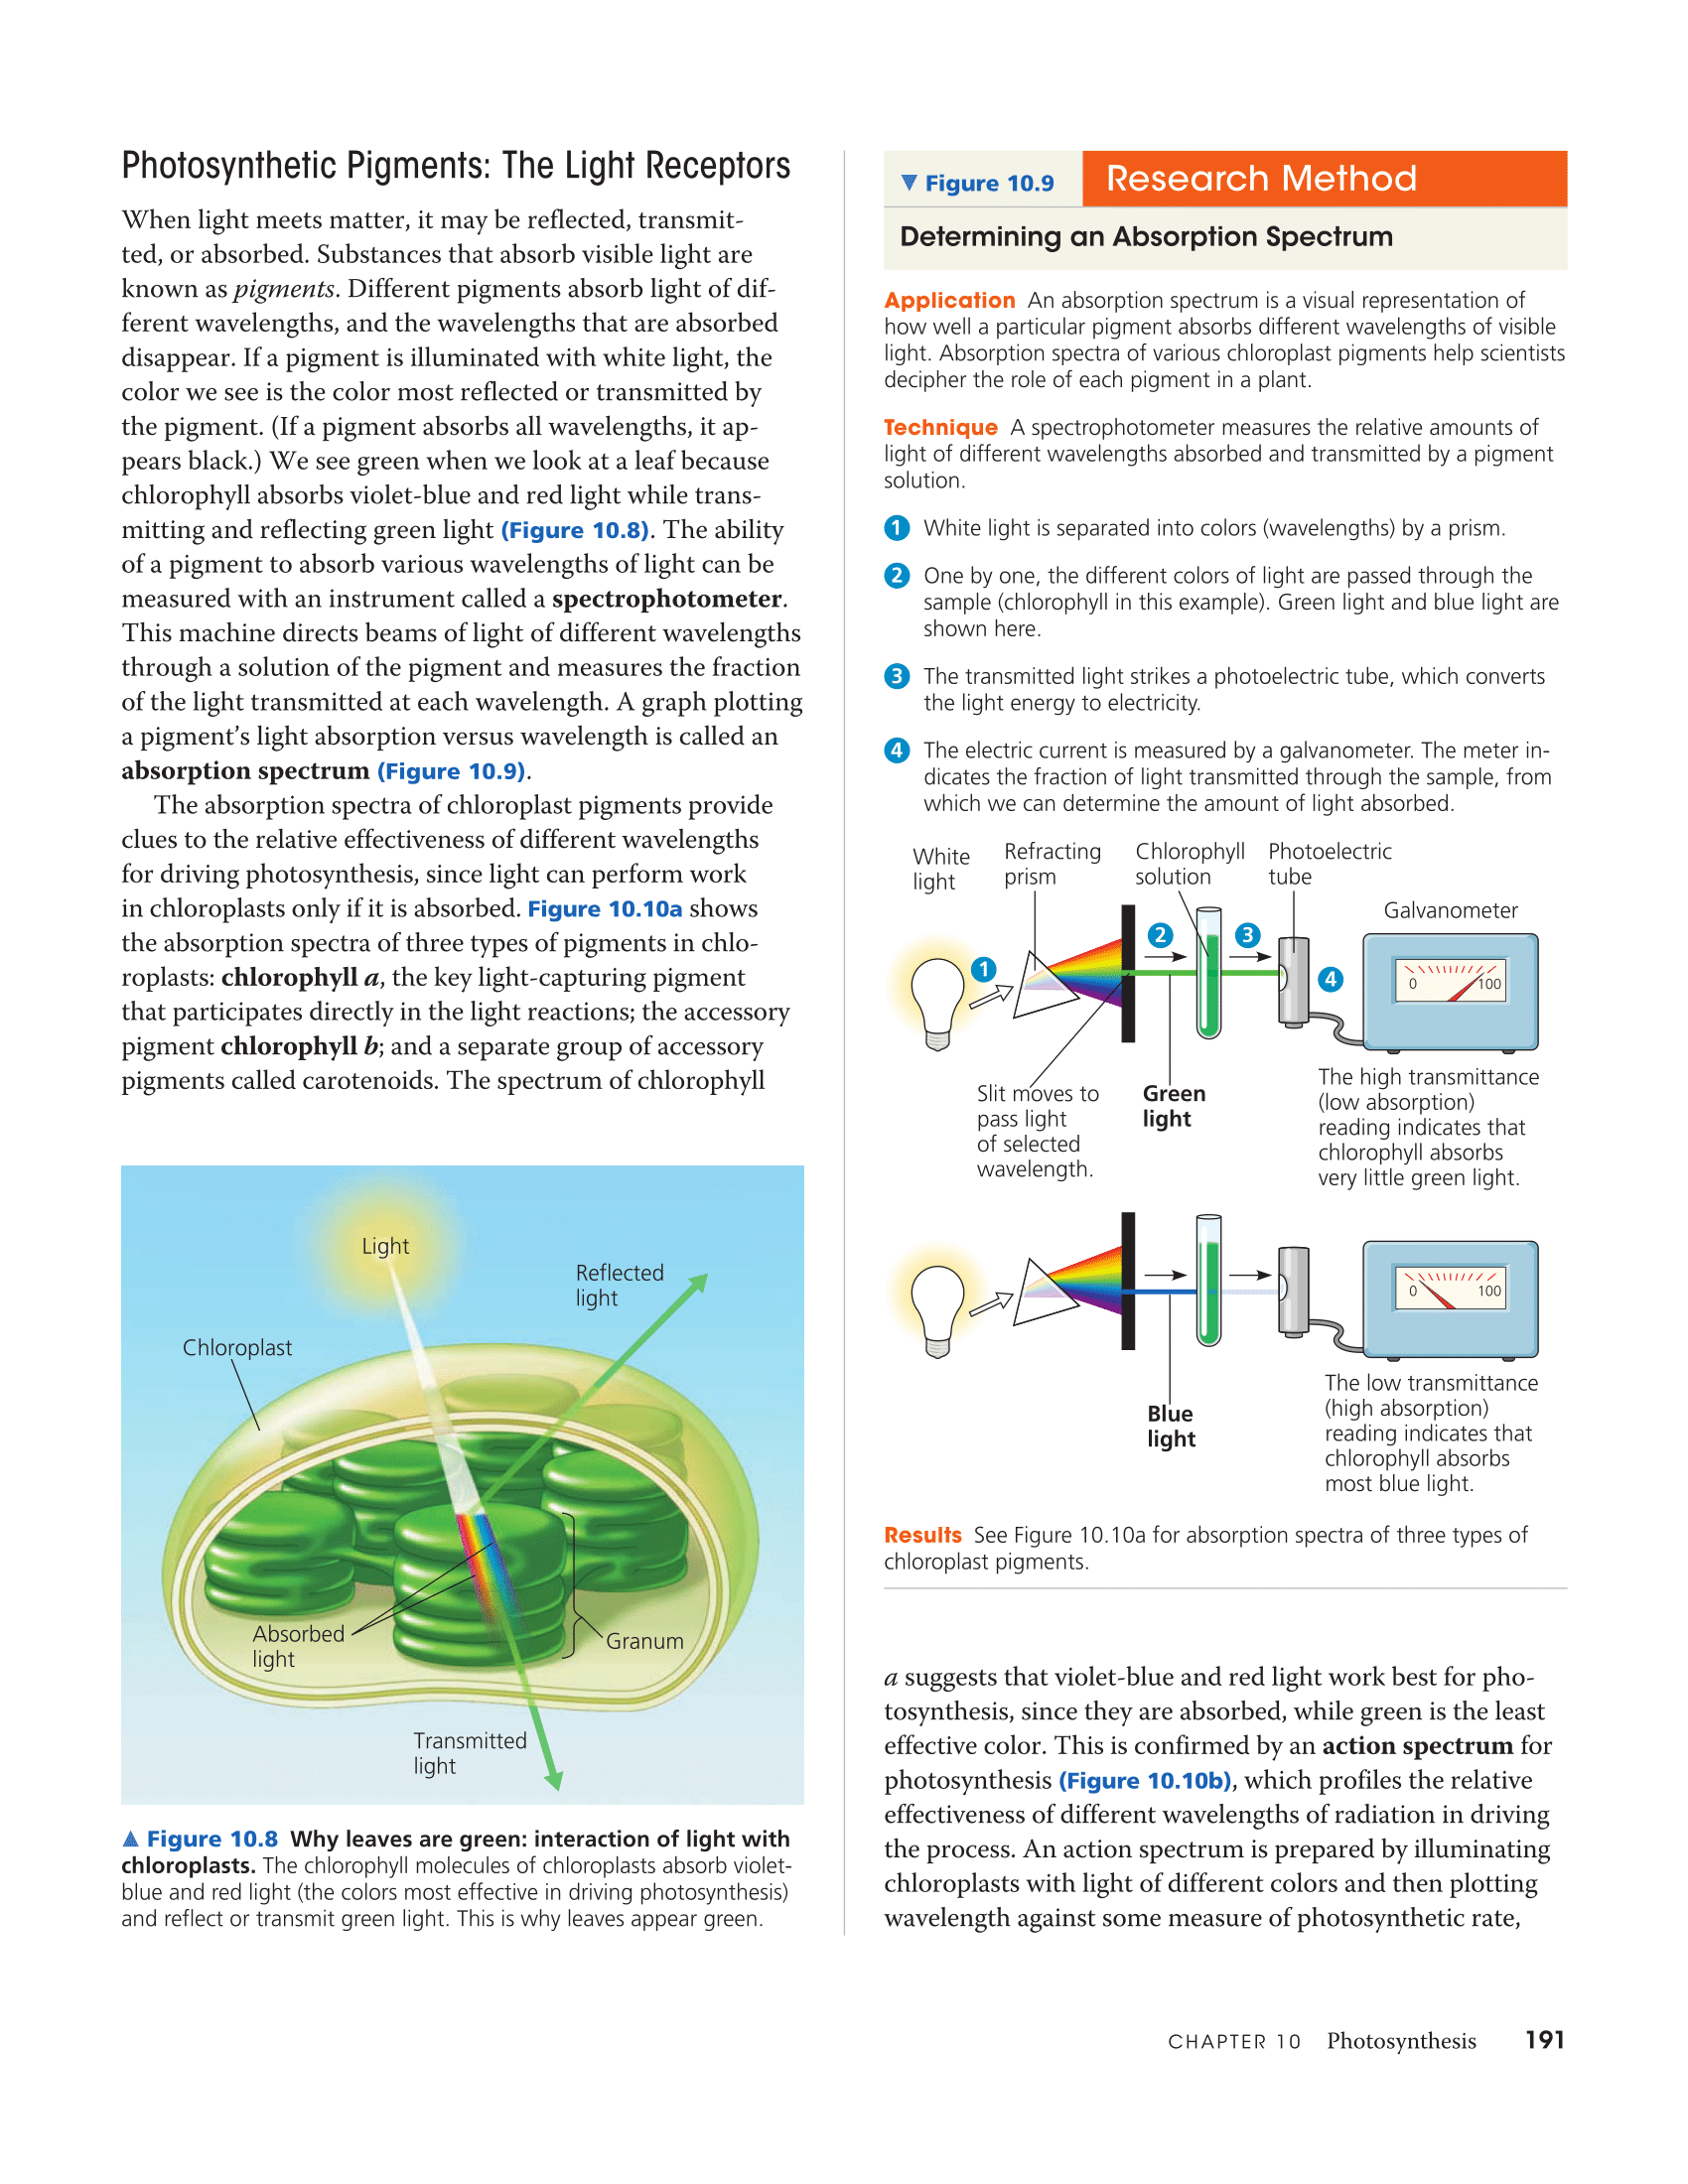 Photosynthetic Pigments: The Light Receptors
When light meets matter, it may be reflected, transmit-
ted, or absorbed. Substances that absorb visible light are
known as pigments. Different pigments absorb light of dif-
ferent wavelengths, and the wavelengths that are absorbed
disappear. If a pigment is illuminated with white light, the
color we see is the color most reflected or transmitted by
the pigment. (If a pigment absorbs all wavelengths, it ap-
pears black.) We see green when we look at a leaf because
chlorophyll absorbs violet-blue and red light while trans-
mitting and reflecting green light (Figure 10.8). The ability
of a pigment to absorb various wavelengths of light can be
measured with an instrument called a spectrophotometer.
This machine directs beams of light of different wavelengths
through a solution of the pigment and measures the fraction
of the light transmitted at each wavelength. A graph plotting
a pigment's light absorption versus wavelength is called an
absorption spectrum (Figure 10.9).
The absorption spectra of chloroplast pigments provide
clues to the relative effectiveness of different wavelengths
for driving photosynthesis, since light can perform work
in chloroplasts only if it is absorbed. Figure 10.10a shows
the absorption spectra of three types of pigments in chlo-
roplasts: chlorophyll a, the key light-capturing pigment
that participates directly in the light reactions; the accessory
pigment chlorophyll b; and a separate group of accessory
pigments called carotenoids. The spectrum of chlorophyll
Light
Reflected
light
Chloroplast
Absorbed
light
Granum
Transmitted
light
▲ Figure 10.8 Why leaves are green: interaction of light with
chloroplasts. The chlorophyll molecules of chloroplasts absorb violet-
blue and red light (the colors most effective in driving photosynthesis)
and reflect or transmit green light. This is why leaves appear green.
▼ Figure 10.9 Research Method
Determining an Absorption Spectrum
Application An absorption spectrum is a visual representation of
how well a particular pigment absorbs different wavelengths of visible
light. Absorption spectra of various chloroplast pigments help scientists
decipher the role of each pigment in a plant.
Technique A spectrophotometer measures the relative amounts of
light of different wavelengths absorbed and transmitted by a pigment
solution.
1 White light is separated into colors (wavelengths) by a prism.
2 One by one, the different colors of light are passed through the
sample (chlorophyll in this example). Green light and blue light are
shown here.
3 The transmitted light strikes a photoelectric tube, which converts
the light energy to electricity.
4 The electric current is measured by a galvanometer. The meter in-
dicates the fraction of light transmitted through the sample, from
which we can determine the amount of light absorbed.
White
light
Refracting
prism
Chlorophyll
solution
Photoelectric
tube
Galvanometer
1
2
3
4
0 100
Slit moves to
pass light
of selected
wavelength.
Green
light
The high transmittance
(low absorption)
reading indicates that
chlorophyll absorbs
very little green light.
0 100
Blue
light
The low transmittance
(high absorption)
reading indicates that
chlorophyll absorbs
most blue light.
Results See Figure 10.10a for absorption spectra of three types of
chloroplast pigments.
a suggests that violet-blue and red light work best for pho-
tosynthesis, since they are absorbed, while green is the least
effective color. This is confirmed by an action spectrum for
photosynthesis (Figure 10.10b), which profiles the relative
effectiveness of different wavelengths of radiation in driving
the process. An action spectrum is prepared by illuminating
chloroplasts with light of different colors and then plotting
wavelength against some measure of photosynthetic rate,
CHAPTER 10 Photosynthesis 191